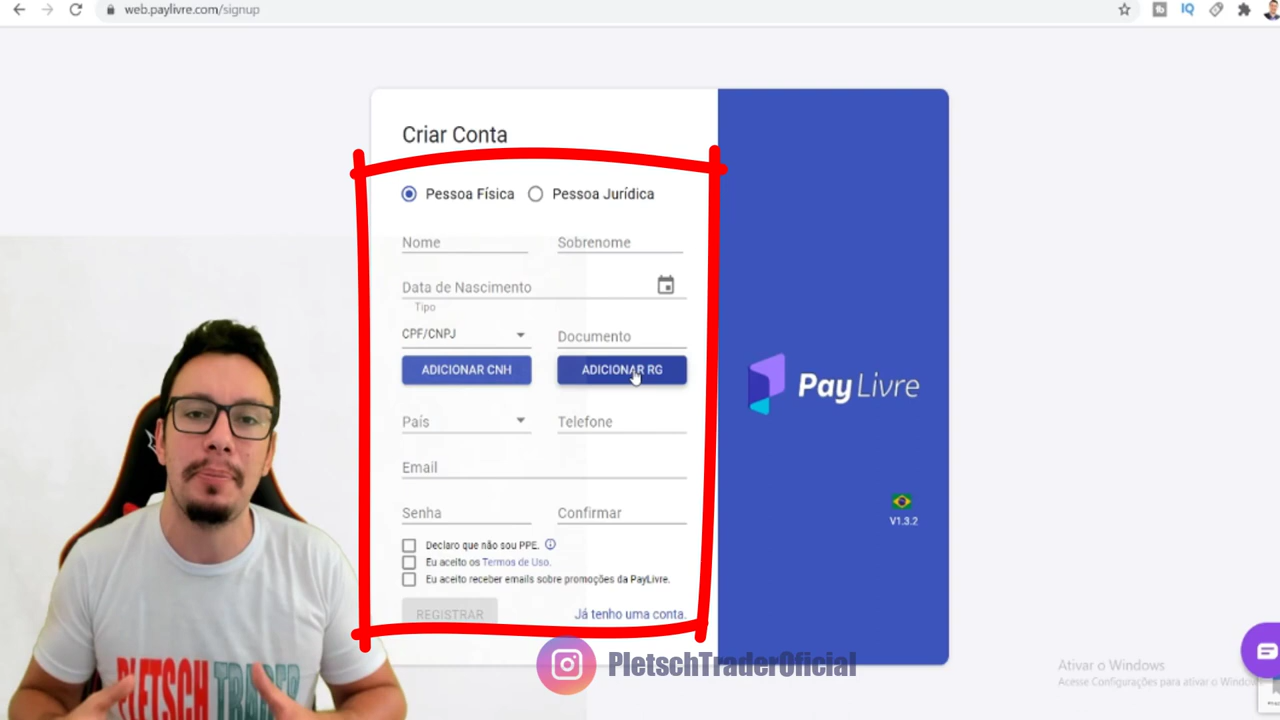 web.paylivre.com/signup
IQ
Criar Conta
Pessoa Física Pessoa Jurídica
Nome Sobrenome
Data de Nascimento
Tipo
CPF/CNPJ Documento
ADICIONAR CNH ADICIONAR RG
País Telefone
Email
Senha Confirmar
Declaro que não sou PPE.
Eu aceito os Termos de Uso.
Eu aceito receber emails sobre promoções da PayLivre.
REGISTRAR Já tenho uma conta.
Pay Livre
V1.3.2
PletschTraderOficial
PLETSCH TRADER
Ativar o Windows
Acesse Configurações para ativar o